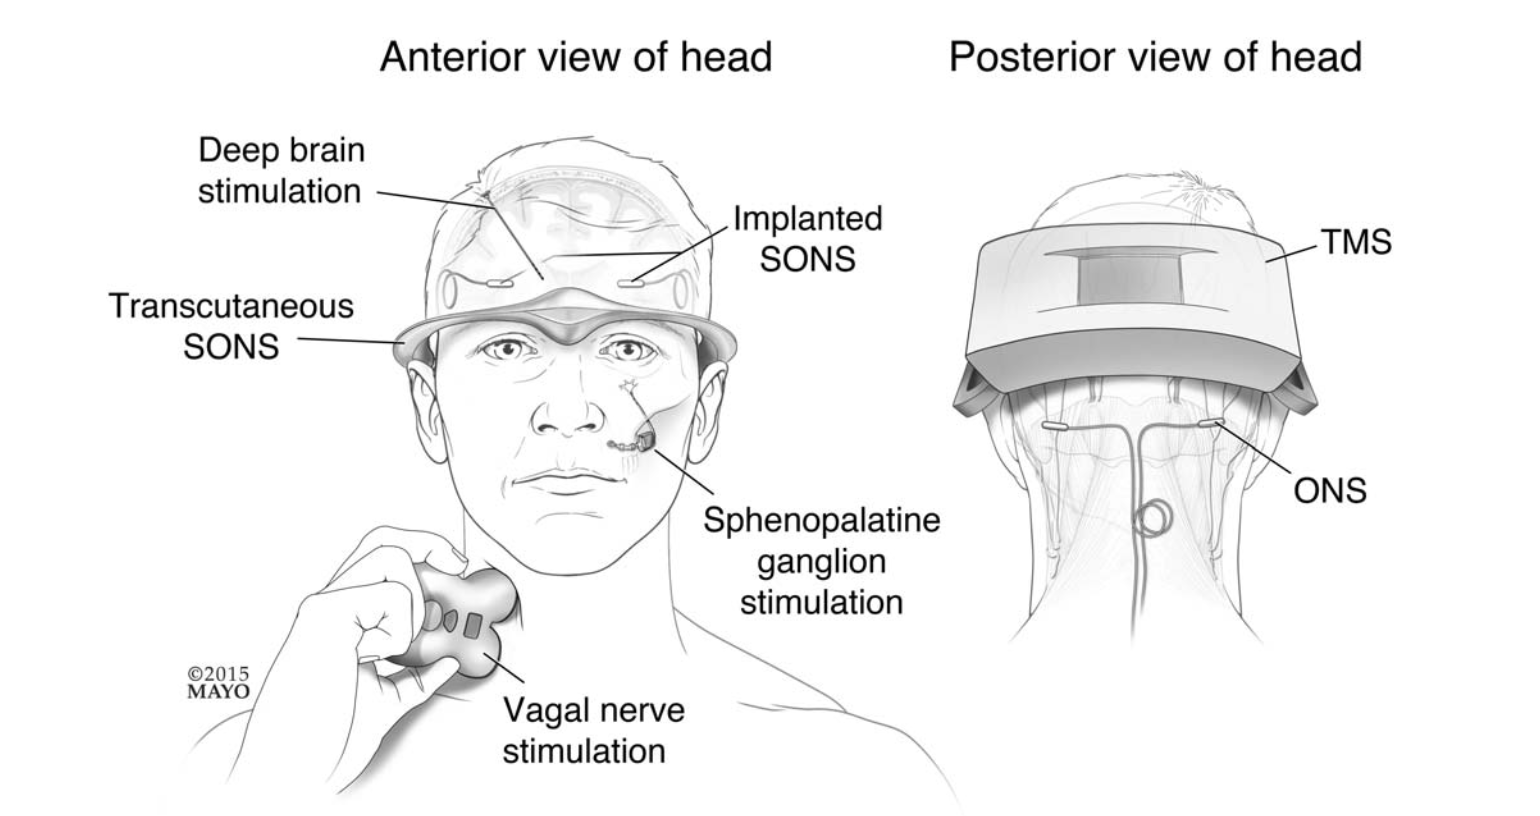 Anterior view of head
Posterior view of head
Deep brain
stimulation
Implanted
SONS
TMS
Transcutaneous
SONS
ONS
Sphenopalatine
ganglion
stimulation
©2015
MAYO
Vagal nerve
stimulation